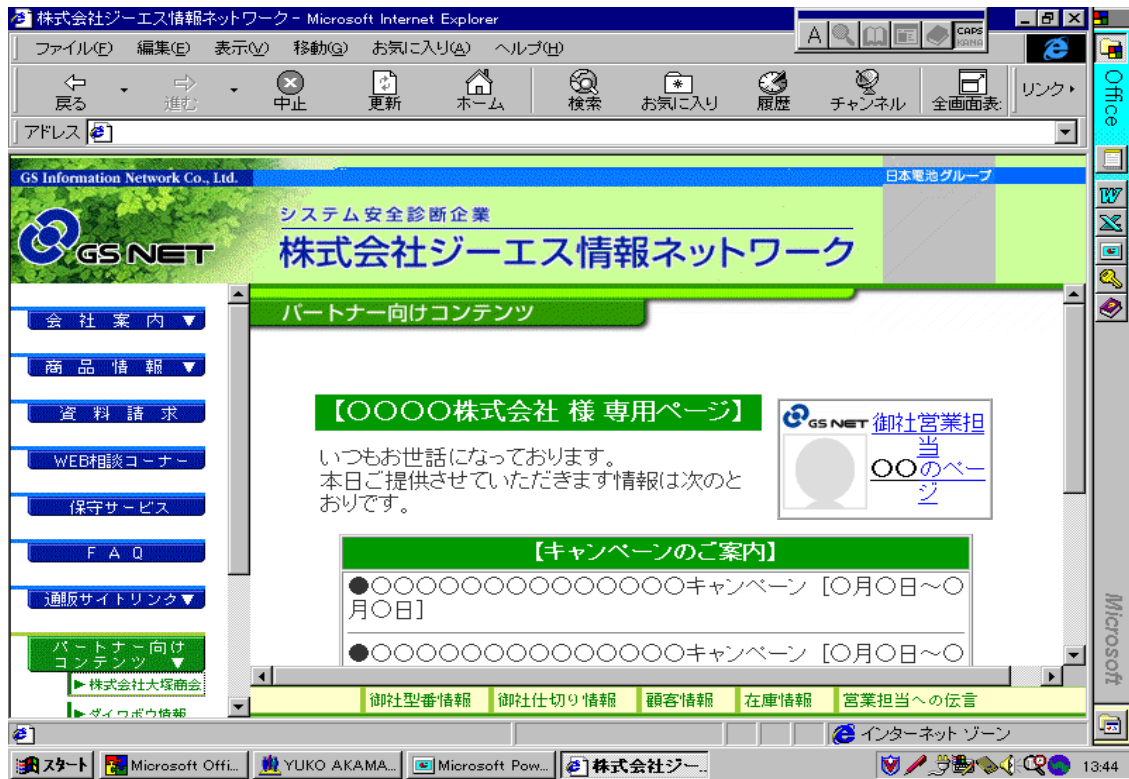 株式会社ジーエス情報ネットワーク - Microsoft Internet Explorer
A
CAPS
KANA
ファイル(F) 編集(E) 表示(V) 移動(G) お気に入り(A) ヘルプ(H)
戻る 進む 中止 更新 ホーム 検索 お気に入り 履歴 チャンネル 全画面表: リンク
アドレス
Office
GS Information Network Co., Ltd.
日本電池グループ
GS NET
システム安全診断企業
株式会社ジーエス情報ネットワーク
会社案内▼
商品情報▼
資料請求
WEB相談コーナー
保守サービス
FAQ
通販サイトリンク▼
パートナー向け
コンテンツ ▼
▶株式会社大塚商会
▶ダイワボウ情報
パートナー向けコンテンツ
【○○○○株式会社 様 専用ページ】
いつもお世話になっております。
本日ご提供させていただきます情報は次のと
おりです。
GS NET 御社営業担
当
○○のペー
ジ
【キャンペーンのご案内】
●○○○○○○○○○○○○○○○キャンペーン [○月○日～○
月○日]
●○○○○○○○○○○○○○○○キャンペーン [○月○日～○
御社型番情報 御社仕切り情報 顧客情報 在庫情報 営業担当への伝言
Microsoft
インターネット ゾーン
スタート Microsoft Offi... YUKO AKAMA... Microsoft Pow... 株式会社ジー... 13:44